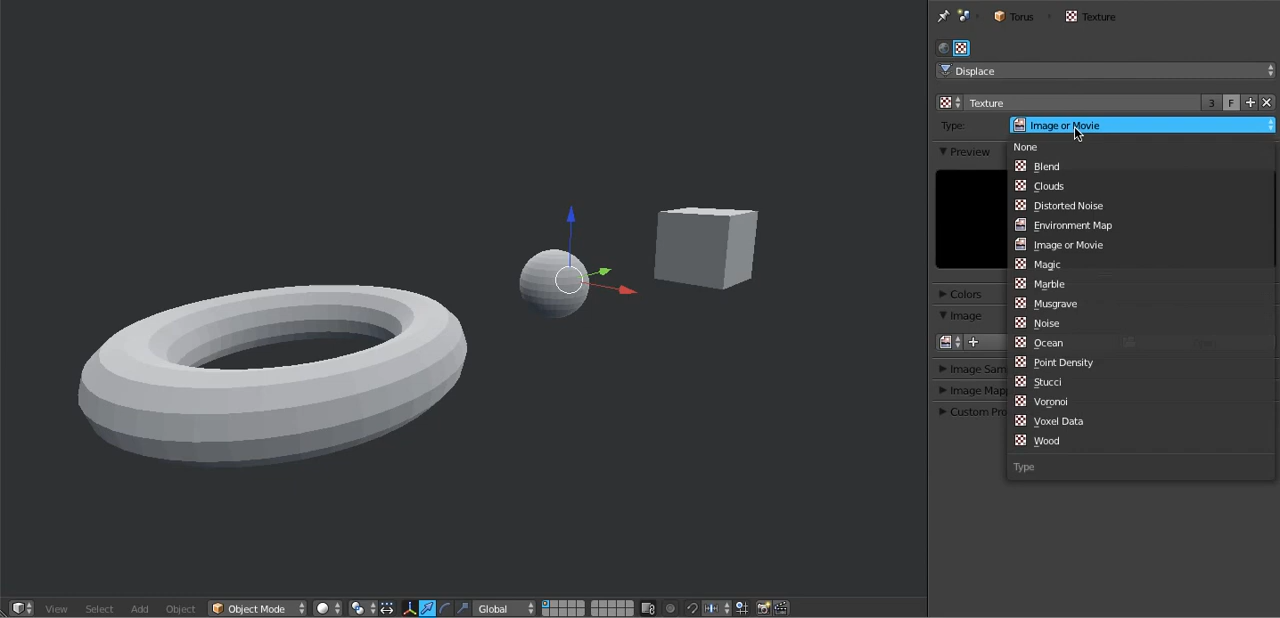 Torus Texture
Displace
Texture 3 F
Type: Image or Movie
Preview
None
Blend
Clouds
Distorted Noise
Environment Map
Image or Movie
Magic
Marble
Musgrave
Noise
Ocean
Point Density
Stucci
Voronoi
Voxel Data
Wood
Type
Colors
Image
Image Sam
Image Map
Custom Pro
View Select Add Object Object Mode Global